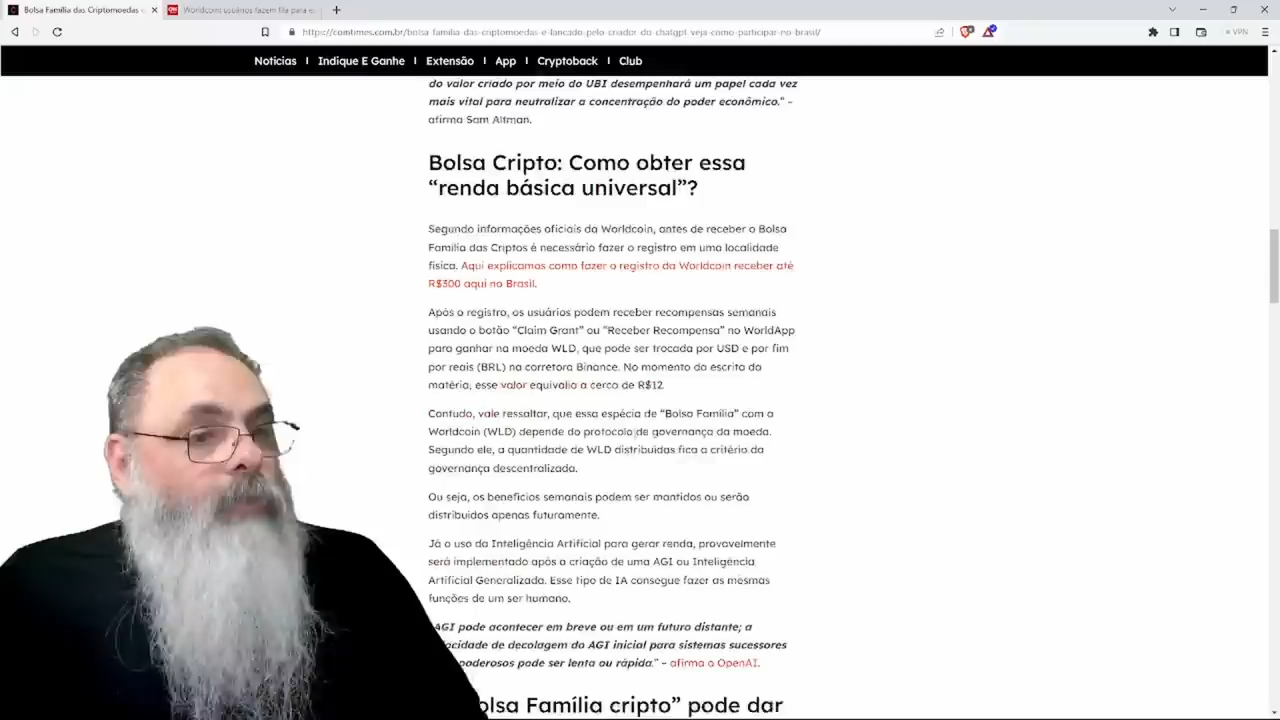 Bolsa Família das Criptomoedas
Worldcoin: usuários fazem fila para e
https://comtimes.com.br/bolsa-familia-das-criptomoedas-e-lancado-pelo-criador-do-chatgpt-veja-como-participar-no-brasil/
VPN
Notícias | Indique E Ganhe | Extensão | App | Cryptoback | Club
do valor criado por meio do UBI desempenhará um papel cada vez
mais vital para neutralizar a concentração do poder econômico.” –
afirma Sam Altman.
Bolsa Cripto: Como obter essa
“renda básica universal”?
Segundo informações oficiais da Worldcoin, antes de receber o Bolsa
Família das Criptos é necessário fazer o registro em uma localidade
física. Aqui explicamos como fazer o registro da Worldcoin receber até
R$300 aqui no Brasil.
Após o registro, os usuários podem receber recompensas semanais
usando o botão “Claim Grant” ou “Receber Recompensa” no WorldApp
para ganhar na moeda WLD, que pode ser trocada por USD e por fim
por reais (BRL) na corretora Binance. No momento da escrita da
matéria, esse valor equivalia a cerca de R$12.
Contudo, vale ressaltar, que essa espécia de “Bolsa Família” com a
Worldcoin (WLD) depende do protocolo de governança da moeda.
Segundo ele, a quantidade de WLD distribuídas fica a critério da
governança descentralizada.
Ou seja, os benefícios semanais podem ser mantidos ou serão
distribuídos apenas futuramente.
Já o uso da Inteligência Artificial para gerar renda, provavelmente
será implementado após a criação de uma AGI ou Inteligência
Artificial Generalizada. Esse tipo de IA consegue fazer as mesmas
funções de um ser humano.
AGI pode acontecer em breve ou em um futuro distante; a
ocidade de decolagem do AGI inicial para sistemas sucessores
poderosos pode ser lenta ou rápida.” – afirma a OpenAI.
olsa Família cripto” pode dar